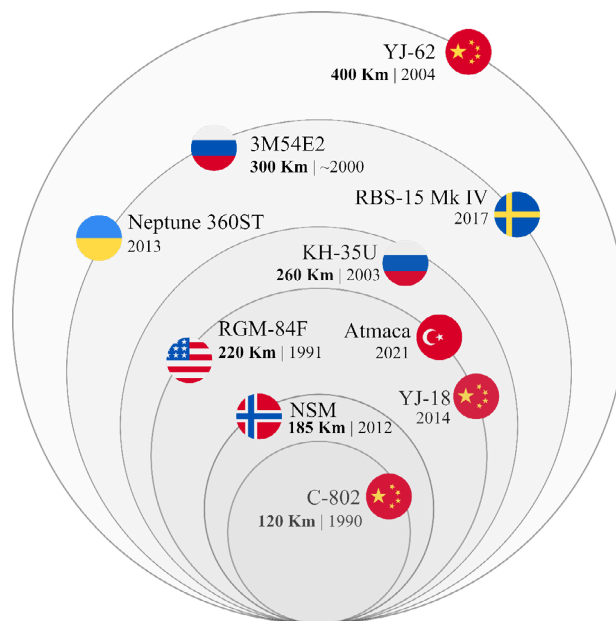 YJ-62
400 Km | 2004
3M54E2
300 Km | ~2000
RBS-15 Mk IV
2017
Neptune 360ST
2013
KH-35U
260 Km | 2003
RGM-84F
220 Km | 1991
Atmaca
2021
YJ-18
2014
NSM
185 Km | 2012
C-802
120 Km | 1990